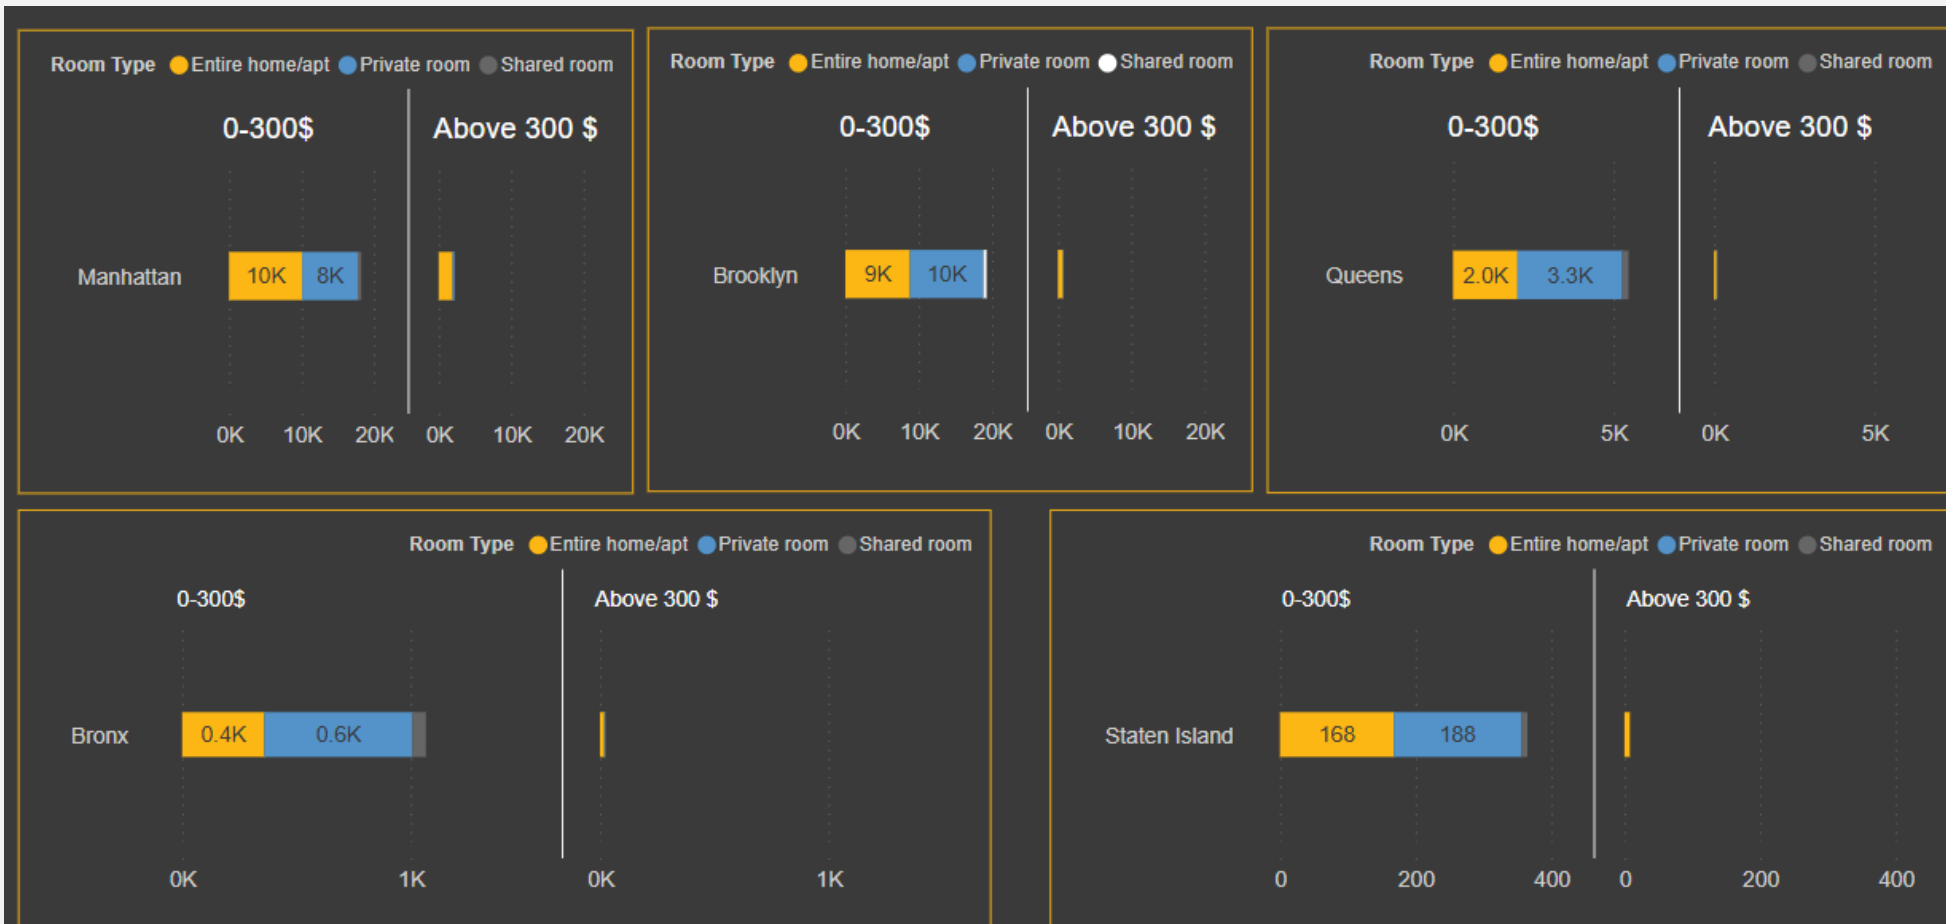 Room Type Entire home/apt Private room Shared room
0-300$ Above 300 $
Manhattan 10K 8K
0K 10K 20K 0K 10K 20K
Room Type Entire home/apt Private room Shared room
0-300$ Above 300 $
Brooklyn 9K 10K
0K 10K 20K 0K 10K 20K
Room Type Entire home/apt Private room Shared room
0-300$ Above 300 $
Queens 2.0K 3.3K
0K 5K 0K 5K
Room Type Entire home/apt Private room Shared room
0-300$ Above 300 $
Bronx 0.4K 0.6K
0K 1K 0K 1K
Room Type Entire home/apt Private room Shared room
0-300$ Above 300 $
Staten Island 168 188
0 200 400 0 200 400